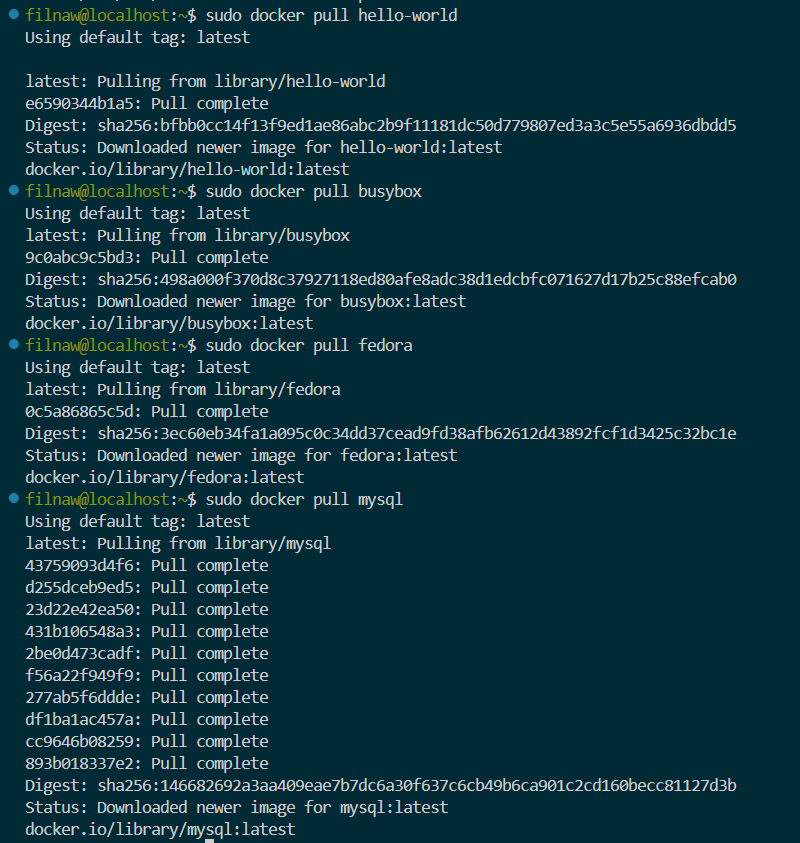 filnaw@localhost:~$ sudo docker pull hello-world
Using default tag: latest
latest: Pulling from library/hello-world
e6590344b1a5: Pull complete
Digest: sha256:bfbb0cc14f13f9ed1ae86abc2b9f11181dc50d779807ed3a3c5e55a6936dbdd5
Status: Downloaded newer image for hello-world:latest
docker.io/library/hello-world:latest
filnaw@localhost:~$ sudo docker pull busybox
Using default tag: latest
latest: Pulling from library/busybox
9c0abc9c5bd3: Pull complete
Digest: sha256:498a000f370d8c37927118ed80afe8adc38d1edcbfc071627d17b25c88efcab0
Status: Downloaded newer image for busybox:latest
docker.io/library/busybox:latest
filnaw@localhost:~$ sudo docker pull fedora
Using default tag: latest
latest: Pulling from library/fedora
0c5a86865c5d: Pull complete
Digest: sha256:3ec60eb34fa1a095c0c34dd37cead9fd38afb62612d43892fcf1d3425c32bc1e
Status: Downloaded newer image for fedora:latest
docker.io/library/fedora:latest
filnaw@localhost:~$ sudo docker pull mysql
Using default tag: latest
latest: Pulling from library/mysql
43759093d4f6: Pull complete
d255dceb9ed5: Pull complete
23d22e42ea50: Pull complete
431b106548a3: Pull complete
2be0d473cadf: Pull complete
f56a22f949f9: Pull complete
277ab5f6ddde: Pull complete
df1ba1ac457a: Pull complete
cc9646b08259: Pull complete
893b018337e2: Pull complete
Digest: sha256:146682692a3aa409eae7b7dc6a30f637c6cb49b6ca901c2cd160becc81127d3b
Status: Downloaded newer image for mysql:latest
docker.io/library/mysql:latest